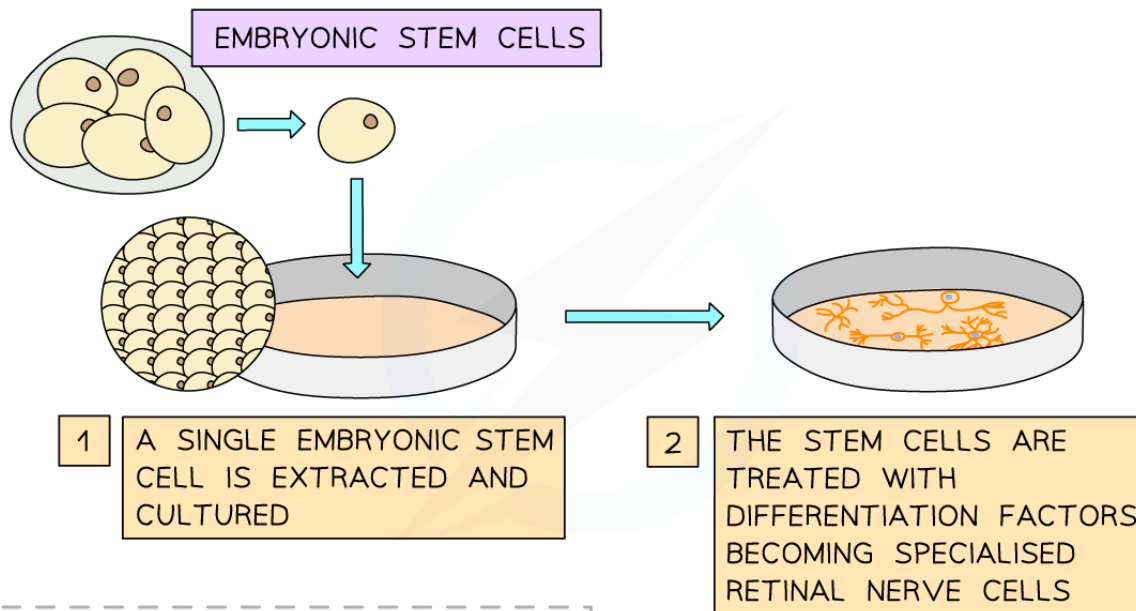 EMBRYONIC STEM CELLS
1
A SINGLE EMBRYONIC STEM
CELL IS EXTRACTED AND
CULTURED
2
THE STEM CELLS ARE
TREATED WITH
DIFFERENTIATION FACTORS
BECOMING SPECIALISED
RETINAL NERVE CELLS